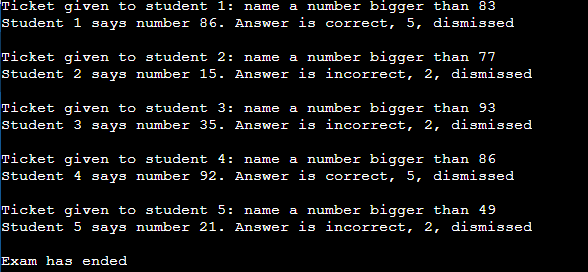 Ticket given to student 1: name a number bigger than 83
Student 1 says number 86. Answer is correct, 5, dismissed
Ticket given to student 2: name a number bigger than 77
Student 2 says number 15. Answer is incorrect, 2, dismissed
Ticket given to student 3: name a number bigger than 93
Student 3 says number 35. Answer is incorrect, 2, dismissed
Ticket given to student 4: name a number bigger than 86
Student 4 says number 92. Answer is correct, 5, dismissed
Ticket given to student 5: name a number bigger than 49
Student 5 says number 21. Answer is incorrect, 2, dismissed
Exam has ended